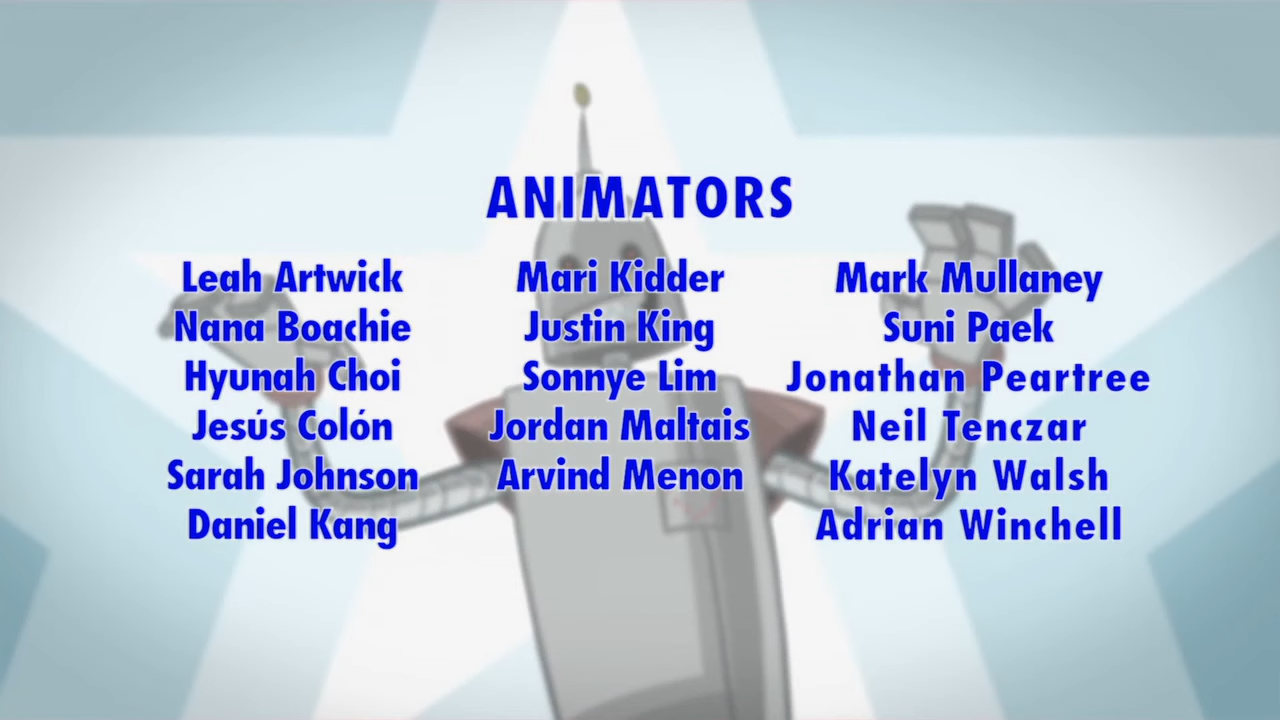 ANIMATORS
Leah Artwick
Nana Boachie
Hyunah Choi
Jesús Colón
Sarah Johnson
Daniel Kang
Mari Kidder
Justin King
Sonnye Lim
Jordan Maltais
Arvind Menon
Mark Mullaney
Suni Paek
Jonathan Peartree
Neil Tenczar
Katelyn Walsh
Adrian Winchell